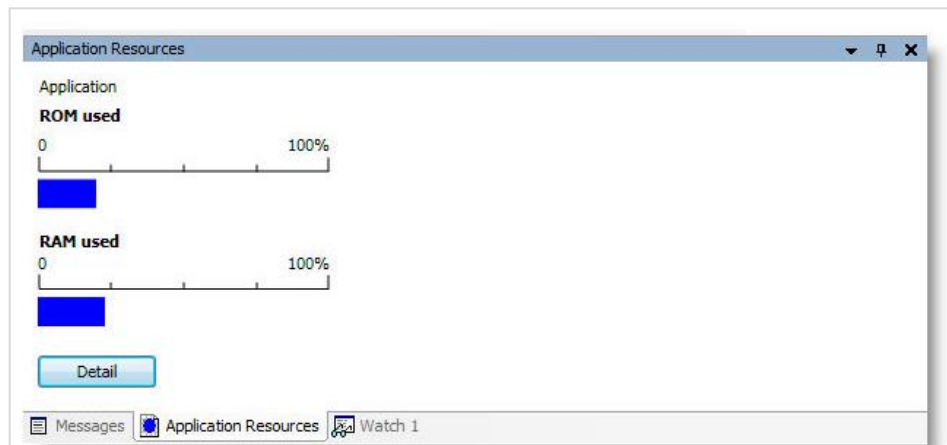 Application Resources
Application
ROM used
0 100%
RAM used
0 100%
Detail
Messages Application Resources Watch 1